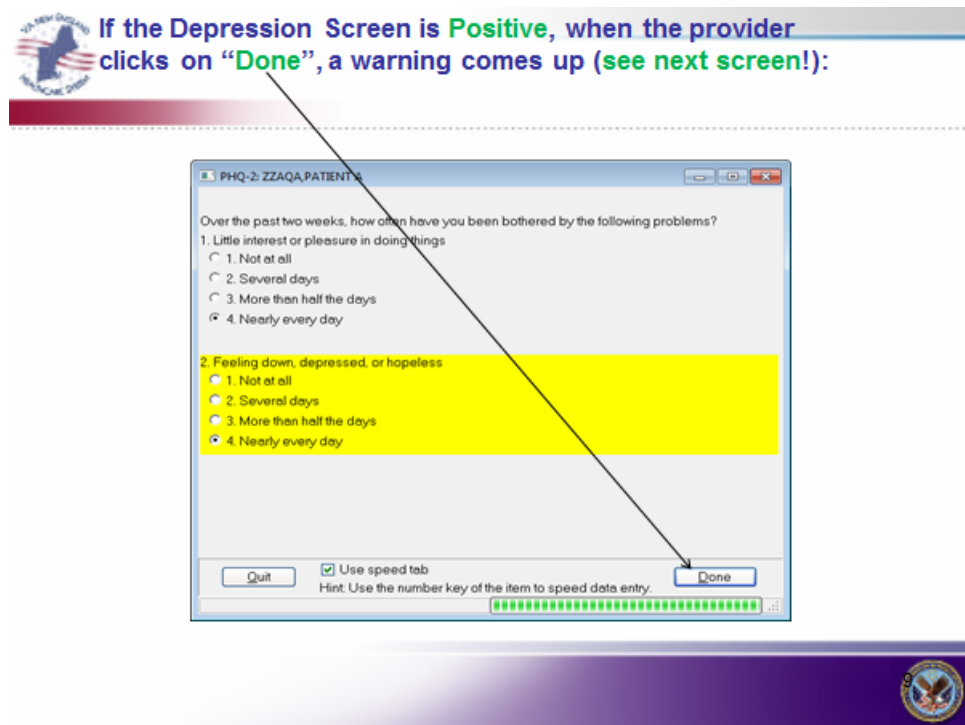 VA NEW ENGLAND
HEALTHCARE SYSTEM
If the Depression Screen is Positive, when the provider
clicks on “Done”, a warning comes up (see next screen!):
PHQ-2: ZZAQA,PATIENT A
Over the past two weeks, how often have you been bothered by the following problems?
1. Little interest or pleasure in doing things
1. Not at all
2. Several days
3. More than half the days
4. Nearly every day
2. Feeling down, depressed, or hopeless
1. Not at all
2. Several days
3. More than half the days
4. Nearly every day
Quit
Use speed tab
Hint: Use the number key of the item to speed data entry.
Done